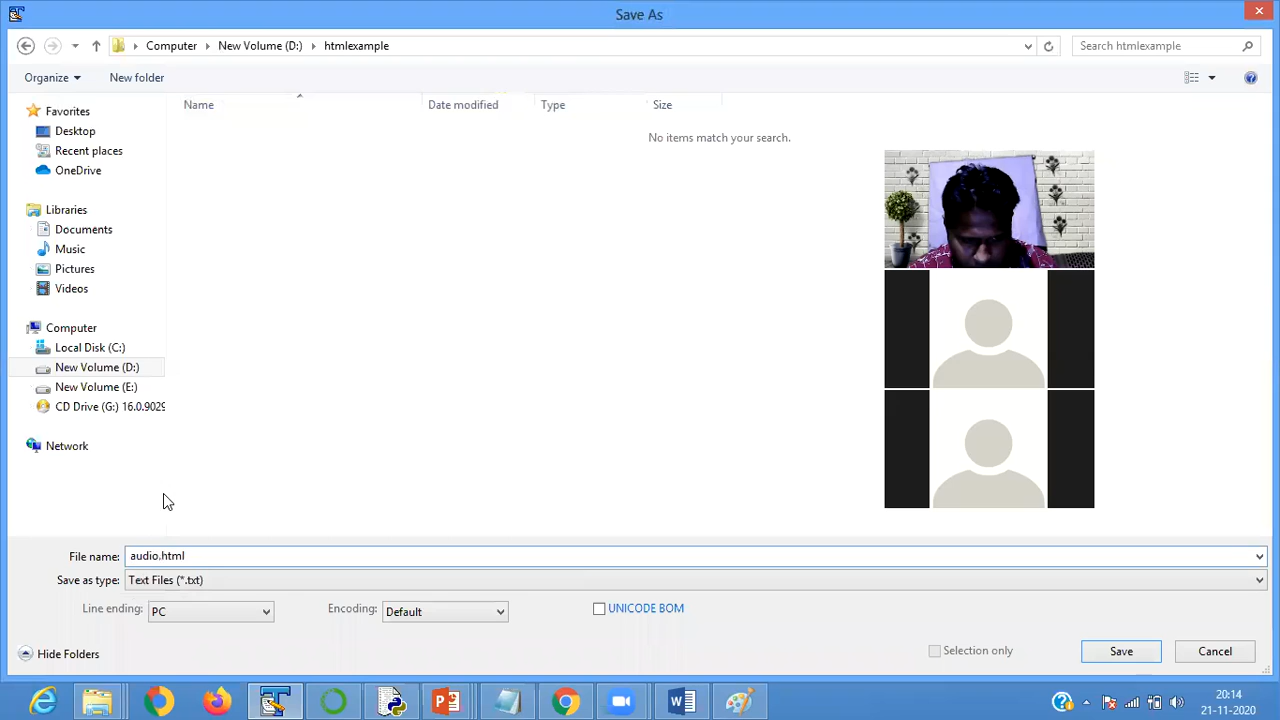 Save As
Computer
New Volume (D:)
htmlexample
Search htmlexample
Organize
New folder
Name
Date modified
Type
Size
No items match your search.
Favorites
Desktop
Recent places
OneDrive
Libraries
Documents
Music
Pictures
Videos
Computer
Local Disk (C:)
New Volume (D:)
New Volume (E:)
CD Drive (G:) 16.0.9029
Network
File name: audio.html
Save as type: Text Files (*.txt)
Line ending: PC
Encoding: Default
UNICODE BOM
Hide Folders
Selection only
Save
Cancel
20:14
21-11-2020